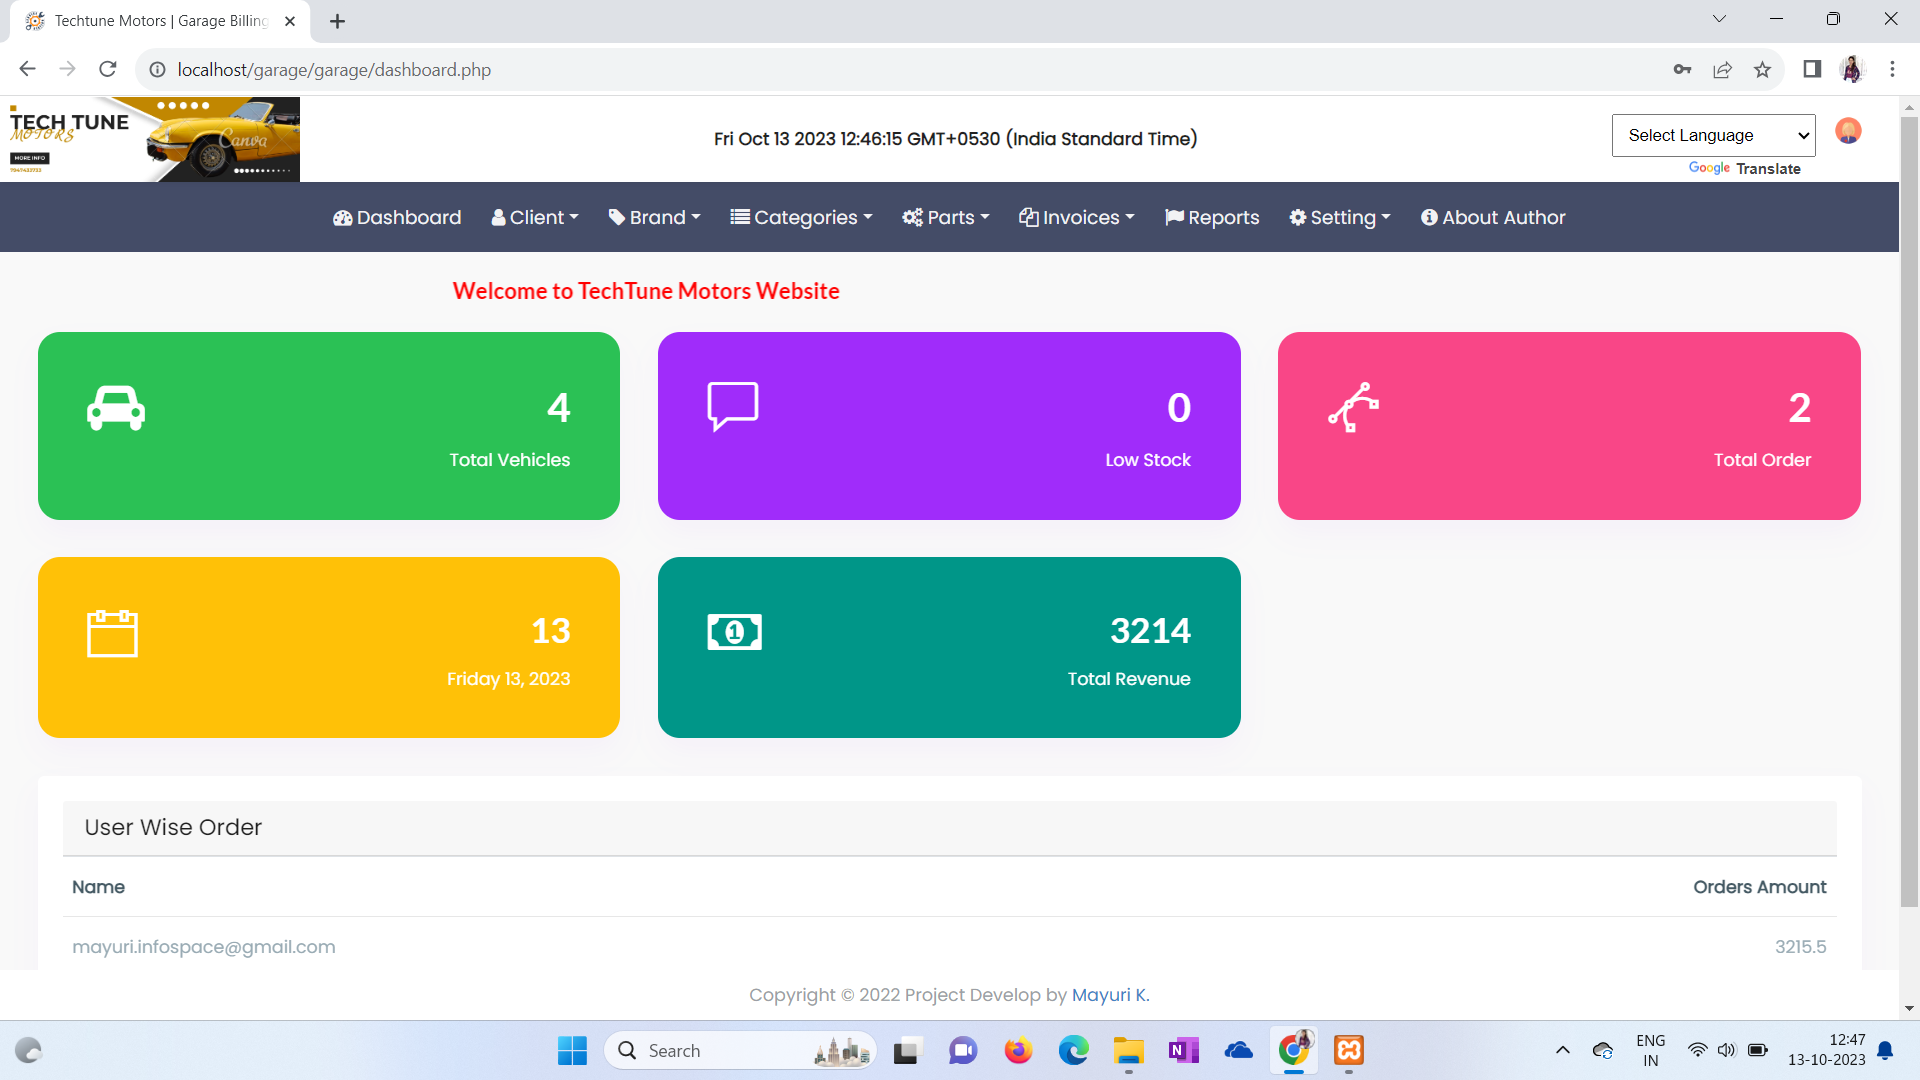 Techtune Motors | Garage Billing
localhost/garage/garage/dashboard.php
TECH TUNE
MOTORS
MORE INFO
Canva
Fri Oct 13 2023 12:46:15 GMT+0530 (India Standard Time)
Select Language
Google Translate
Dashboard Client Brand Categories Parts Invoices Reports Setting About Author
Welcome to TechTune Motors Website
4
Total Vehicles
0
Low Stock
2
Total Order
13
Friday 13, 2023
1
3214
Total Revenue
User Wise Order
Name Orders Amount
mayuri.infospace@gmail.com 3215.5
Copyright © 2022 Project Develop by Mayuri K.
Search
N
ENG
IN
12:47
13-10-2023